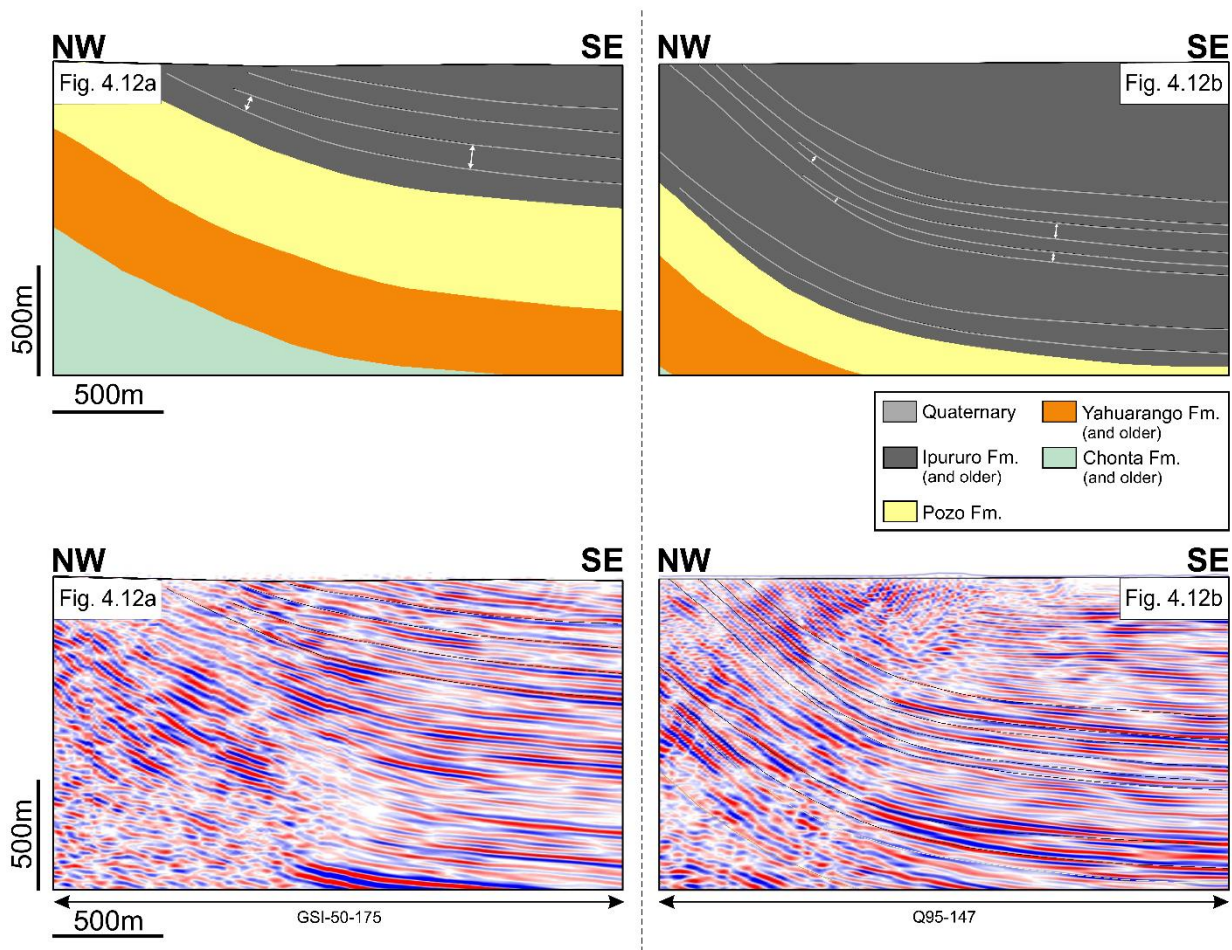 NW SE
Fig. 4.12a
500m
500m
NW SE
Fig. 4.12b
Quaternary
Ipururo Fm.
(and older)
Pozo Fm.
Yahuarango Fm.
(and older)
Chonta Fm.
(and older)
NW SE
Fig. 4.12a
500m
500m
GSI-50-175
NW SE
Fig. 4.12b
Q95-147